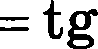 = tg